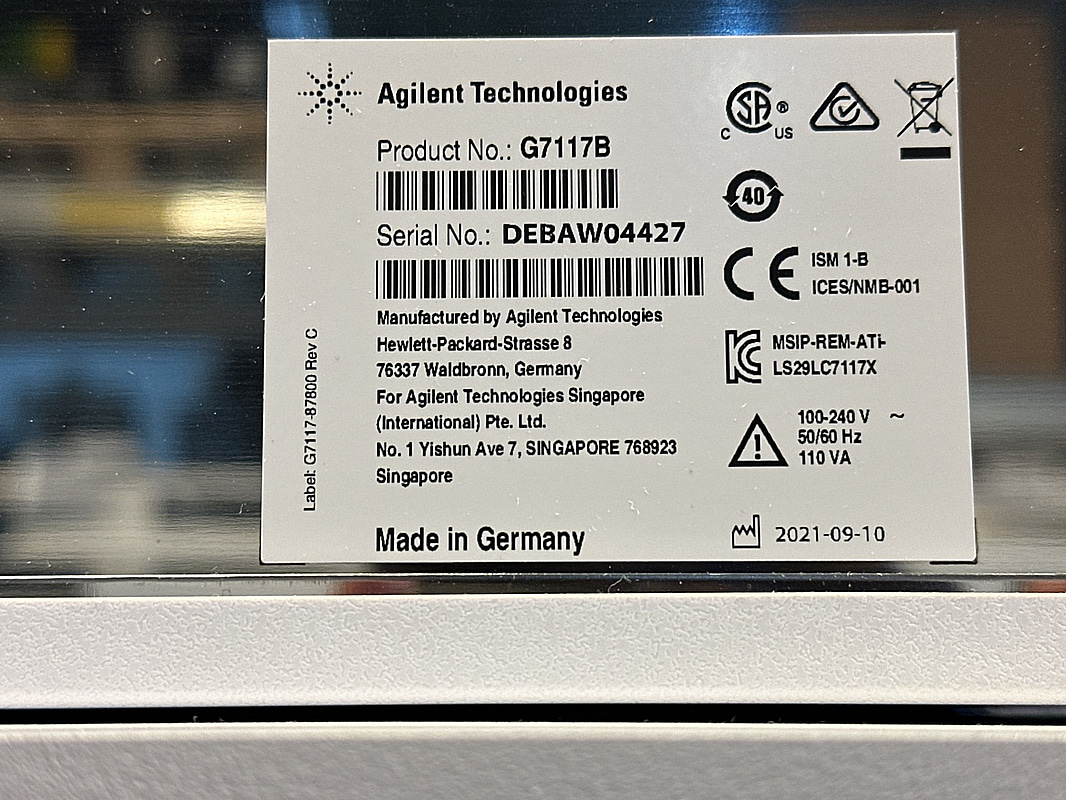 Agilent Technologies
Product No.: G7117B
Serial No.: DEBAW04427
Manufactured by Agilent Technologies
Hewlett-Packard-Strasse 8
76337 Waldbronn, Germany
For Agilent Technologies Singapore
(International) Pte. Ltd.
No. 1 Yishun Ave 7, SINGAPORE 768923
Singapore
Made in Germany
Label: G7117-87800 Rev C
C SA ® US
40
CE ISM 1-B
ICES/NMB-001
MSIP-REM-ATi-
LS29LC7117X
100-240 V ~
50/60 Hz
110 VA
2021-09-10